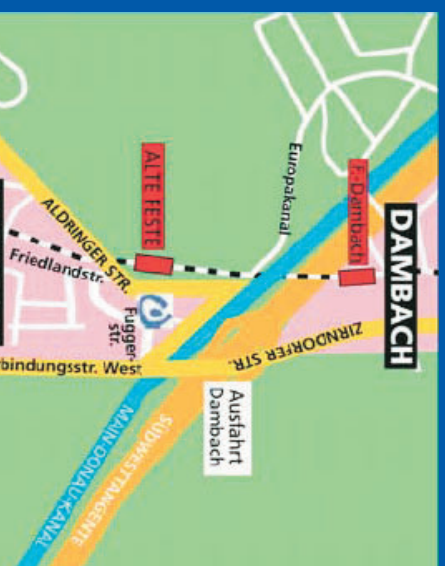 DAMBACH
F.-Dambach
Europakanal
ALTE FESTE
ALDRINGER STR.
Friedlandstr.
Fugger-
str.
ZIRNDORFER STR.
bindungsstr. West
Ausfahrt
Dambach
MAIN-DONAU-KANAL
SÜDWESTTANGENTE